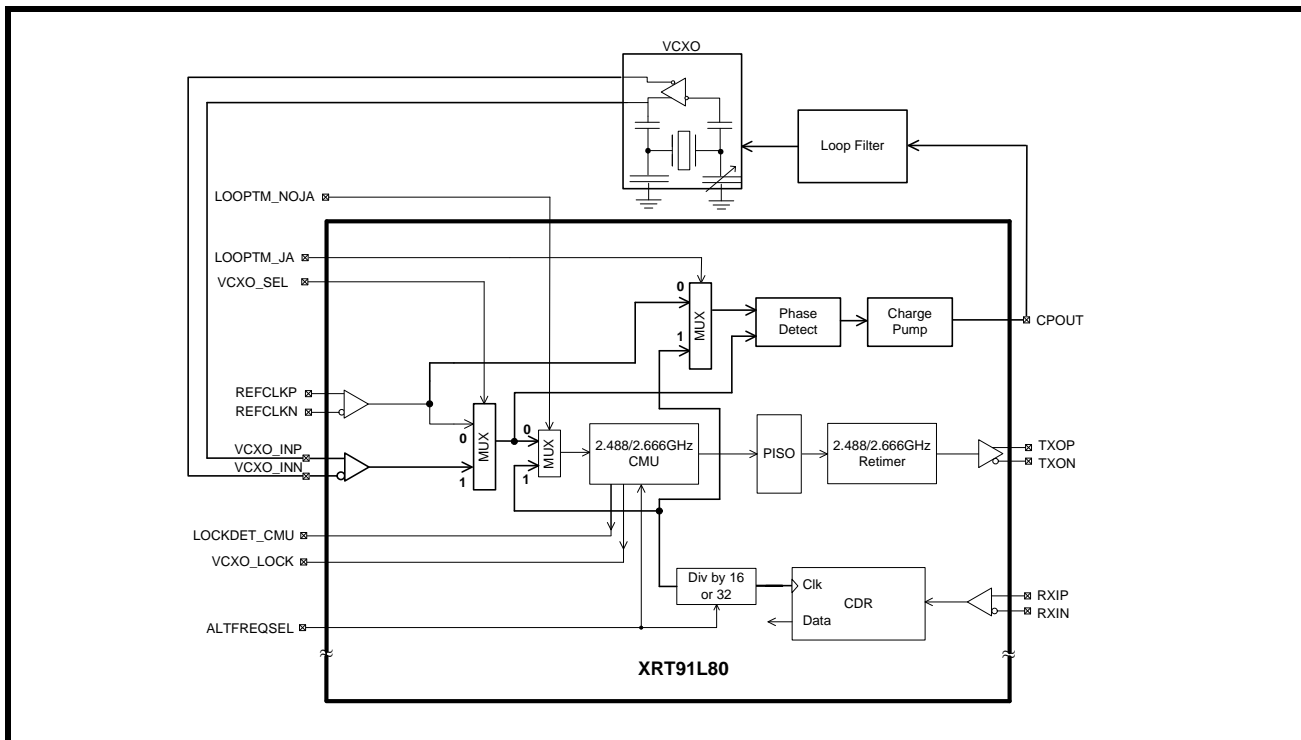 VCXO
Loop Filter
LOOPTM_NOJA
LOOPTM_JA
VCXO_SEL
0
MUX
1
Phase
Detect
Charge
Pump
CPOUT
REFCLKP
REFCLKN
VCXO_INP
VCXO_INN
0
MUX
1
0
MUX
1
2.488/2.666GHz
CMU
PISO
2.488/2.666GHz
Retimer
TXOP
TXON
LOCKDET_CMU
VCXO_LOCK
ALTFREQSEL
Div by 16
or 32
Clk
CDR
Data
RXIP
RXIN
XRT91L80